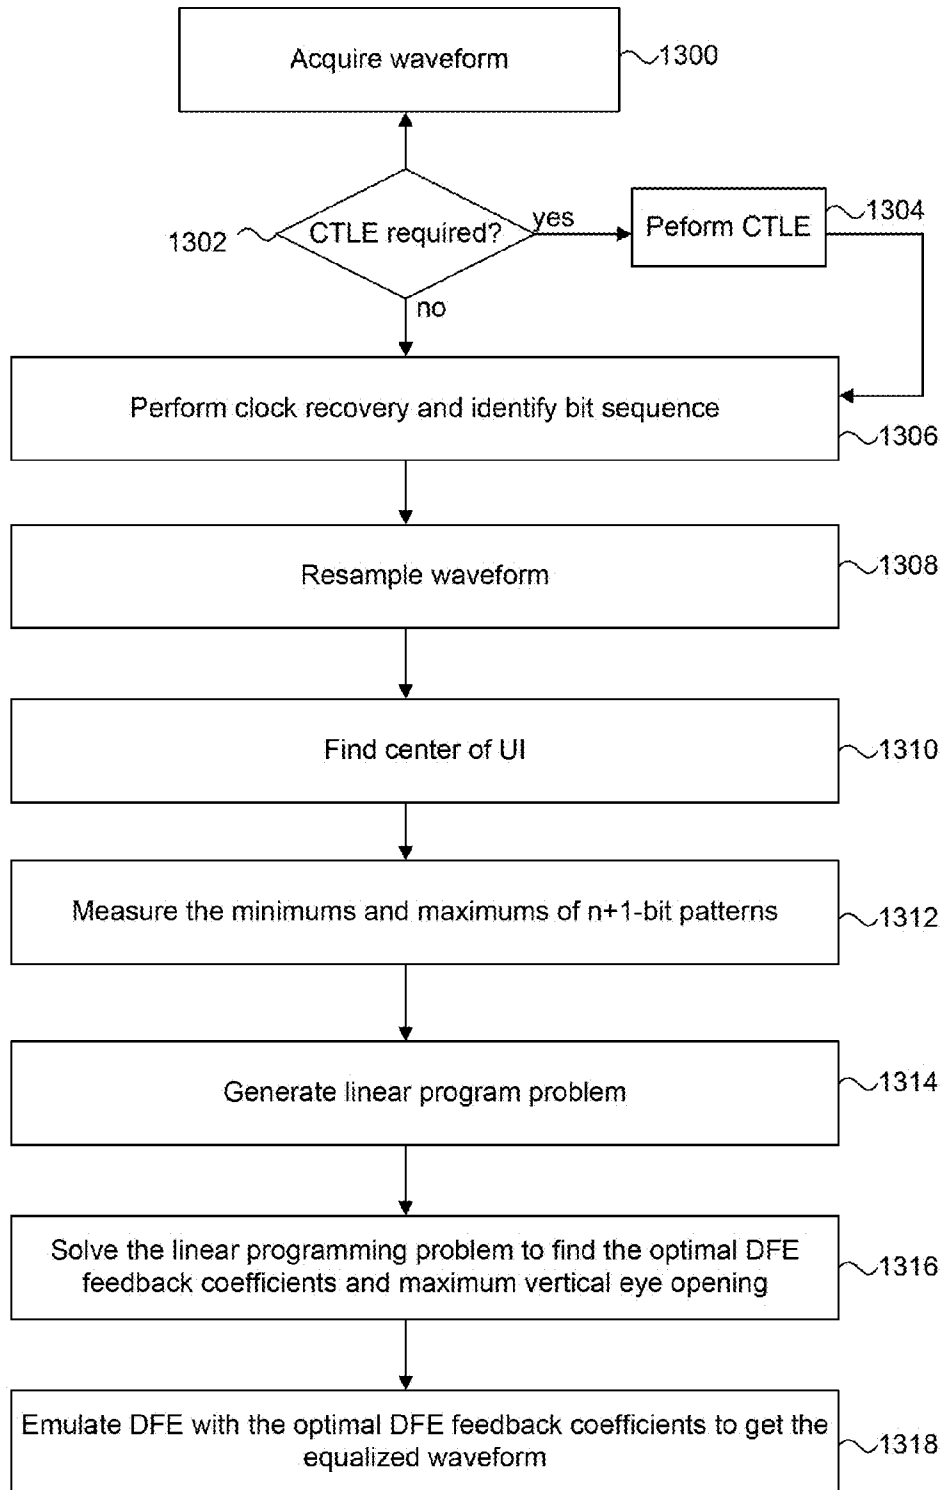 Acquire waveform
1300
CTLE required?
1302
yes
Peform CTLE
1304
no
Perform clock recovery and identify bit sequence
1306
Resample waveform
1308
Find center of UI
1310
Measure the minimums and maximums of n+1-bit patterns
1312
Generate linear program problem
1314
Solve the linear programming problem to find the optimal DFE
feedback coefficients and maximum vertical eye opening
1316
Emulate DFE with the optimal DFE feedback coefficients to get the
equalized waveform
1318